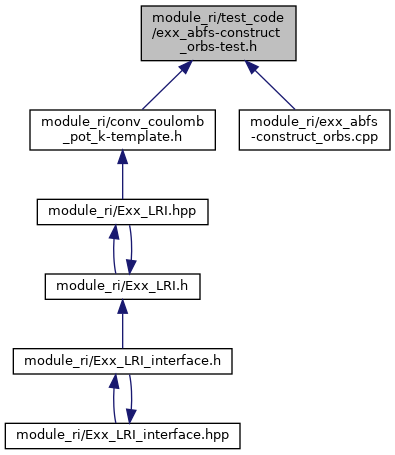 module_ri/test_code
/exx_abfs-construct
_orbs-test.h
module_ri/conv_coulomb
_pot_k-template.h
module_ri/exx_abfs
-construct_orbs.cpp
module_ri/Exx_LRI.hpp
module_ri/Exx_LRI.h
module_ri/Exx_LRI_interface.h
module_ri/Exx_LRI_interface.hpp